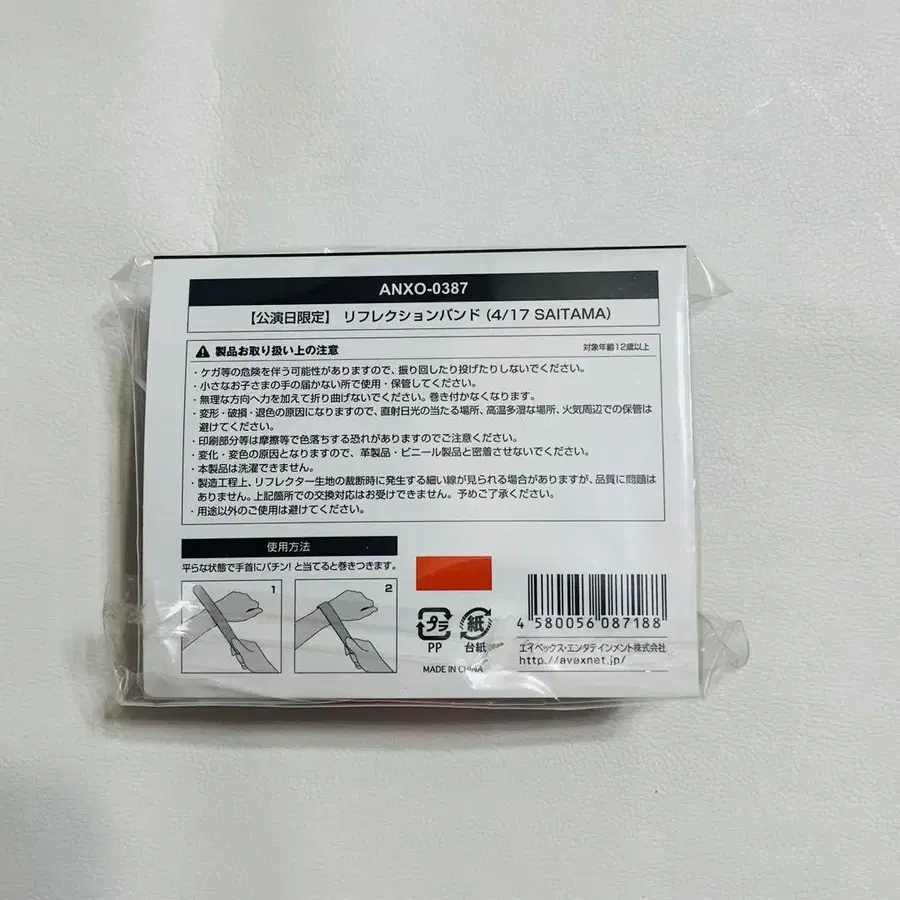 ANXO-0387
【公演日限定】 リフレクションバンド (4/17 SAITAMA)
製品お取り扱い上の注意
対象年齢12歳以上
・ケガ等の危険を伴う可能性がありますので、振り回したり投げたりしないでください。
・小さなお子さまの手の届かない所で使用・保管してください。
・無理な方向へ力を加えて折り曲げないでください。巻き付かなくなります。
・変形・破損・退色の原因になりますので、直射日光の当たる場所、高温多湿な場所、火気周辺での保管は
避けてください。
・印刷部分等は摩擦等で色落ちする恐れがありますのでご注意ください。
・変化・変色の原因となりますので、革製品・ビニール製品と密着させないでください。
・本製品は洗濯できません。
・製造工程上、リフレクター生地の裁断時に発生する細い線が見られる場合がありますが、品質に問題は
ありません。上記箇所での交換対応はお受けできません。予めご了承ください。
・用途以外のご使用は避けてください。
使用方法
平らな状態で手首にパチン! と当てると巻きつきます。
1
2
プラ
PP
紙
台紙
MADE IN CHINA
4 580056 087188
エイベックス・エンタテインメント株式会社
http://avexnet.jp/